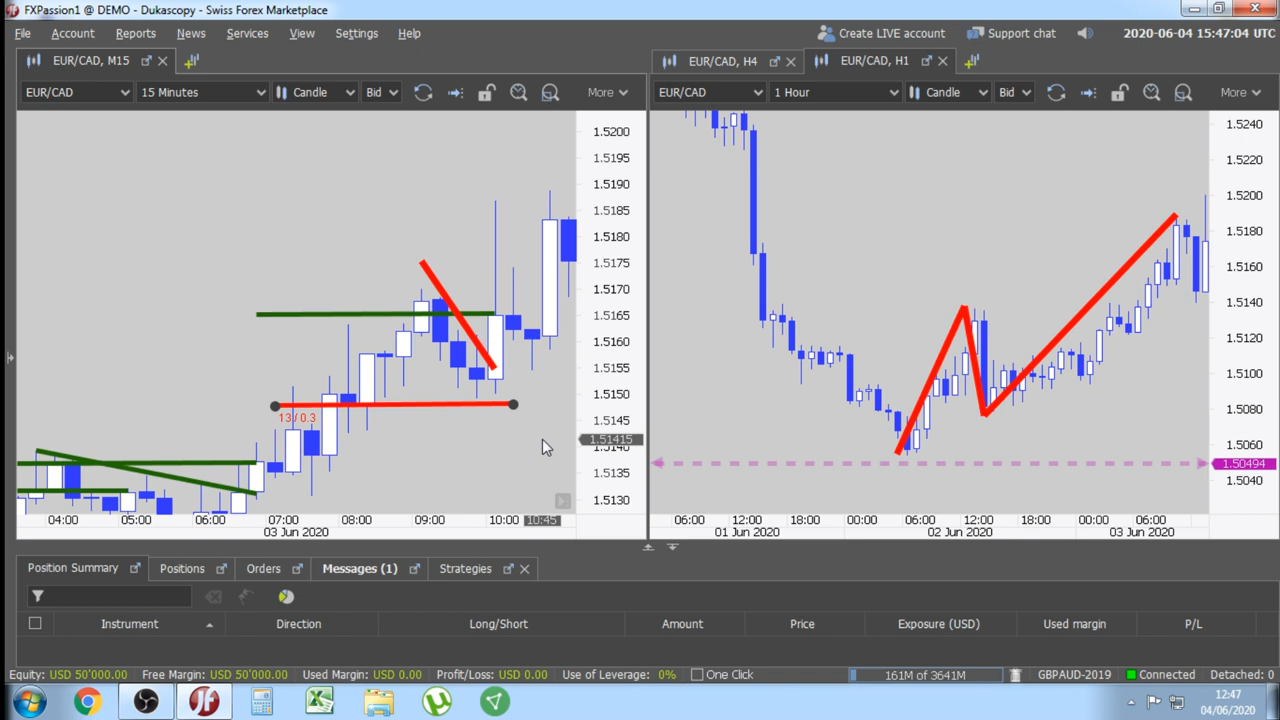 FXPassion1 @ DEMO - Dukascopy - Swiss Forex Marketplace
File Account Reports News Services View Settings Help Create LIVE account Support chat 2020-06-04 15:47:04 UTC
EUR/CAD, M15
EUR/CAD, H4 EUR/CAD, H1
EUR/CAD 15 Minutes Candle Bid More
EUR/CAD 1 Hour Candle Bid More
1.5200
1.5195
1.5190
1.5185
1.5180
1.5175
1.5170
1.5165
1.5160
1.5155
1.5150
1.5145
1.51415
1.5140
1.5135
1.5130
13 / 0.3
04:00 05:00 06:00 07:00 08:00 09:00 10:00 10:45
03 Jun 2020
1.5240
1.5220
1.5200
1.5180
1.5160
1.5140
1.5120
1.5100
1.5080
1.5060
1.50494
1.5040
06:00 12:00 18:00 00:00 06:00 12:00 18:00 00:00 06:00
01 Jun 2020 02 Jun 2020 03 Jun 2020
Position Summary Positions Orders Messages (1) Strategies
Instrument Direction Long/Short Amount Price Exposure (USD) Used margin P/L
Equity: USD 50'000.00 Free Margin: USD 50'000.00 Used Margin: USD 0.00 Profit/Loss: USD 0.00 Use of Leverage: 0% One Click 161M of 3641M GBPAUD-2019 Connected Detached: 0
12:47
04/06/2020